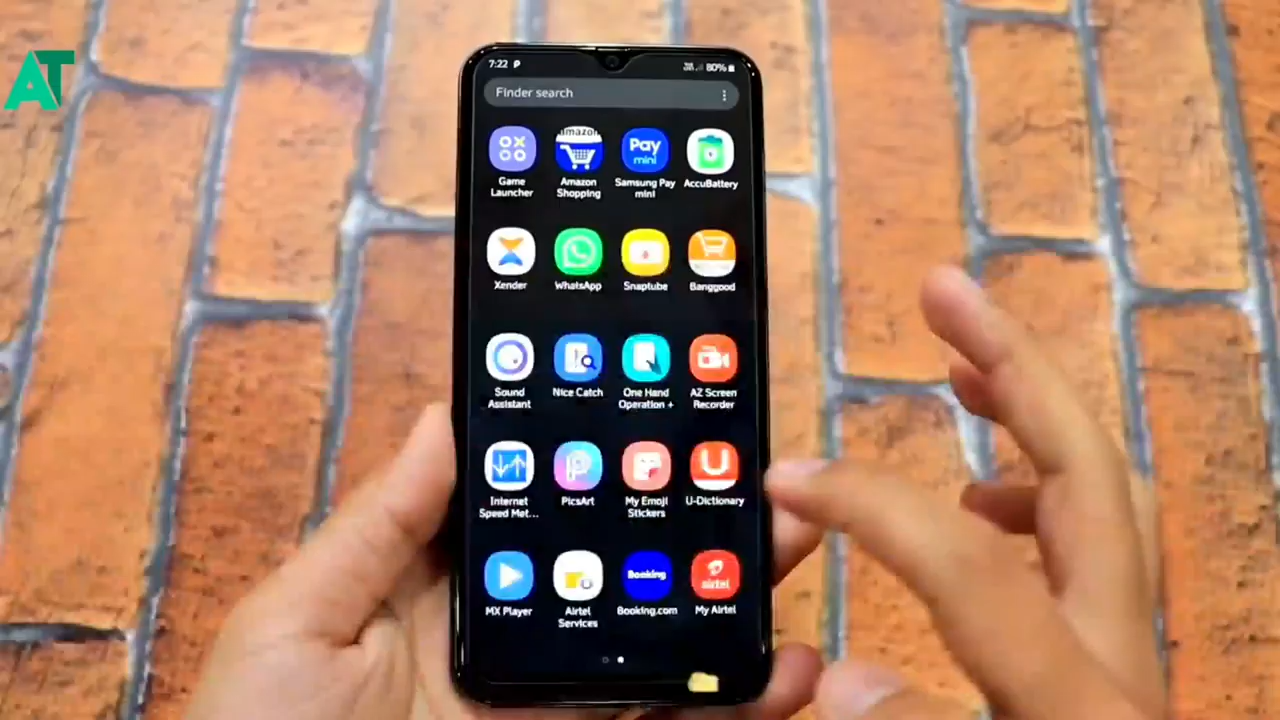 AT
7:22 P
80%
Finder search
OX
OO
amazon
Pay
mini
Game
Launcher
Amazon
Shopping
Samsung Pay
mini
AccuBattery
Xender
WhatsApp
Snaptube
Banggood
Sound
Assistant
Nice Catch
One Hand
Operation +
AZ Screen
Recorder
U
Internet
Speed Met...
PicsArt
My Emoji
Stickers
U-Dictionary
Booking
airtel
MX Player
Airtel
Services
Booking.com
My Airtel